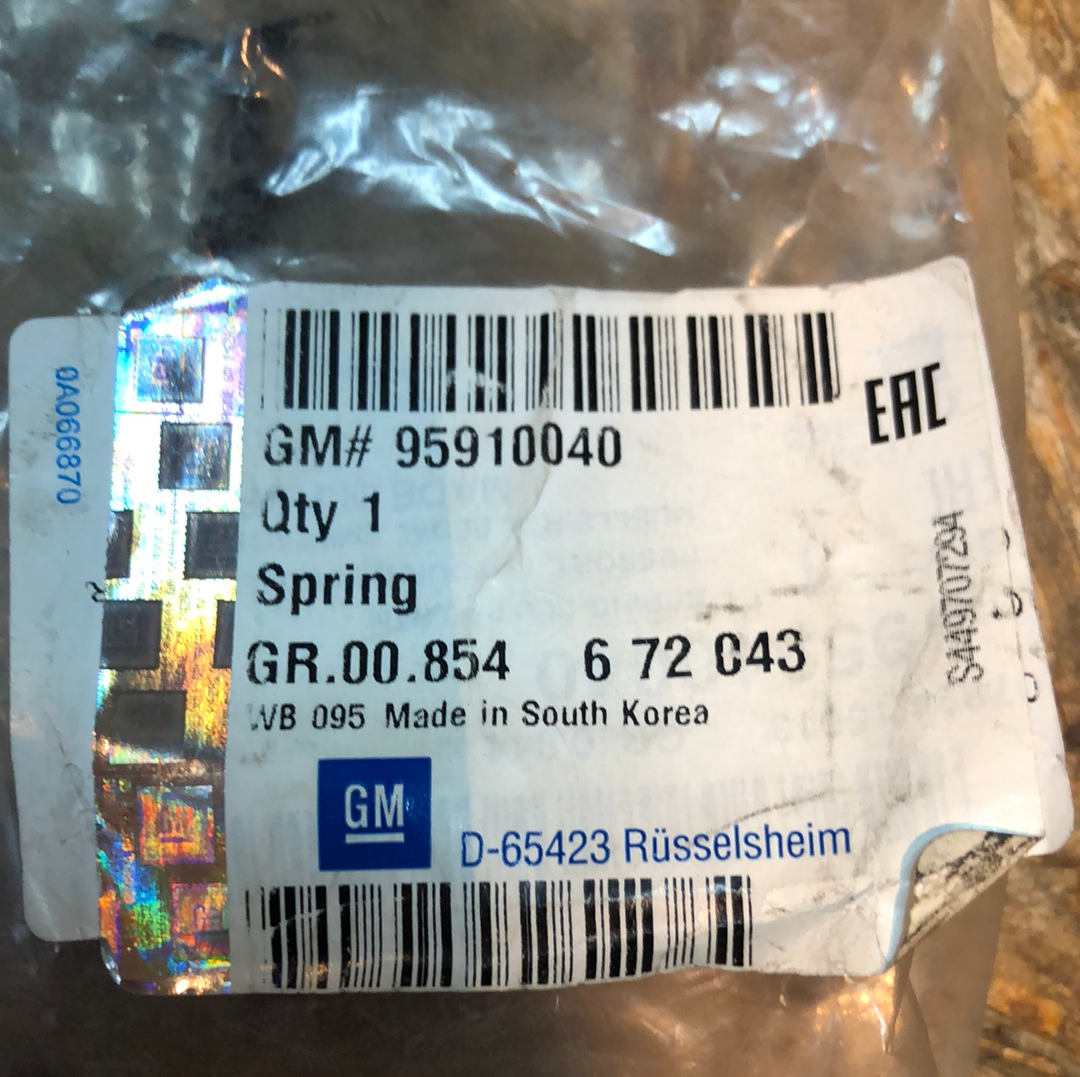 GM# 95910040
EAC
Qty 1
Spring
GR.00.854 6 72 043
WB 095 Made in South Korea
GM
D-65423 Rüsselsheim
0A066870
S4497077204